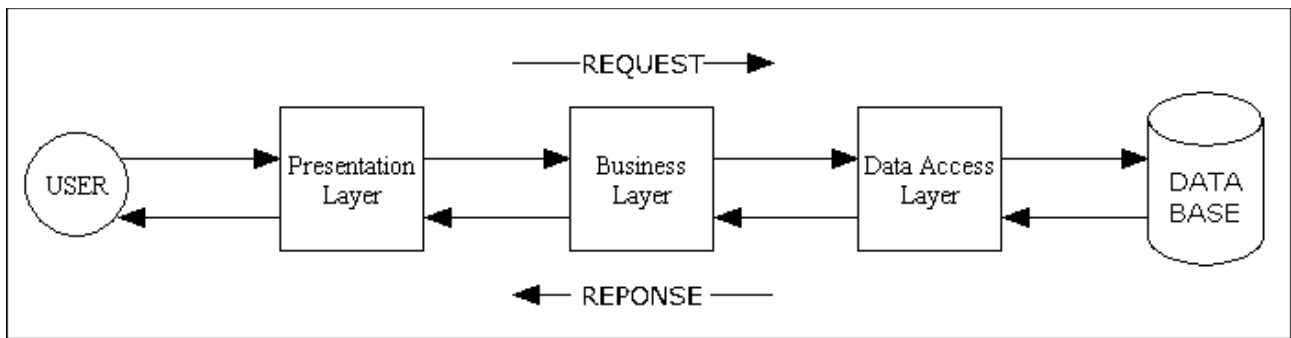 REQUEST
USER
Presentation
Layer
Business
Layer
Data Access
Layer
DATA
BASE
REPONSE